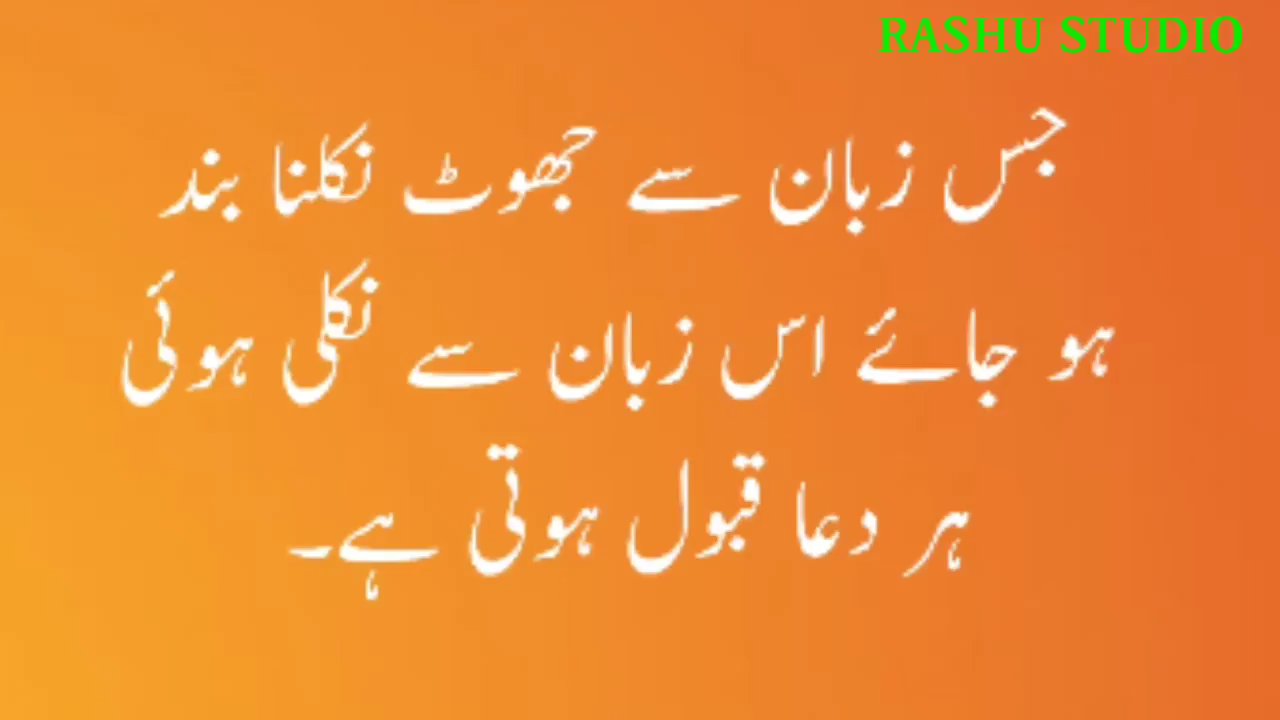 RASHU STUDIO
جس زبان سے جھوٹ نکلنا بند
ہو جائے اس زبان سے نکلی ہوئی
ہر دعا قبول ہوتی ہے۔